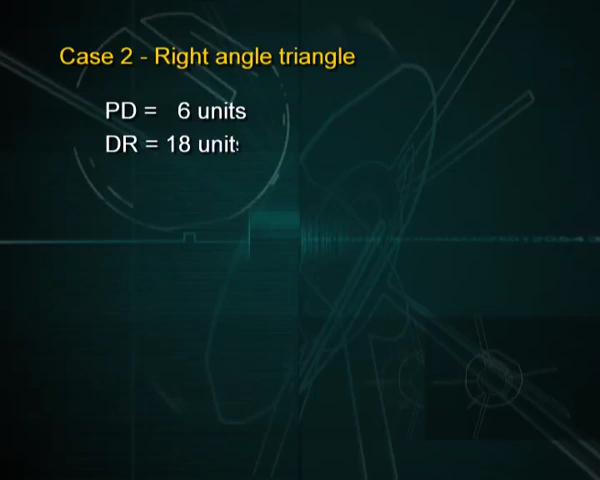 Case 2 - Right angle triangle
PD = 6 units
DR = 18 units